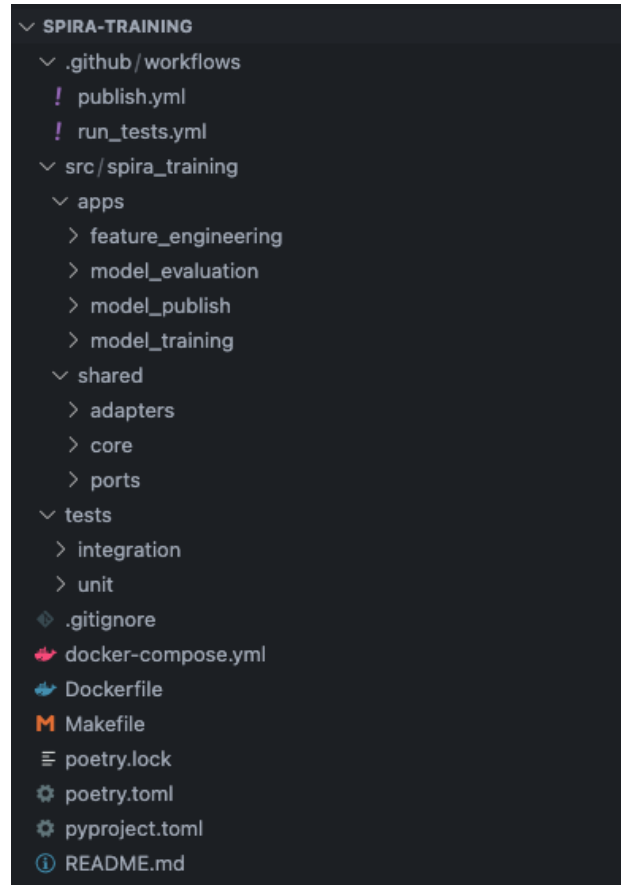 SPIRA-TRAINING
.github/workflows
! publish.yml
! run_tests.yml
src/spira_training
apps
feature_engineering
model_evaluation
model_publish
model_training
shared
adapters
core
ports
tests
integration
unit
.gitignore
docker-compose.yml
Dockerfile
M Makefile
poetry.lock
poetry.toml
pyproject.toml
README.md